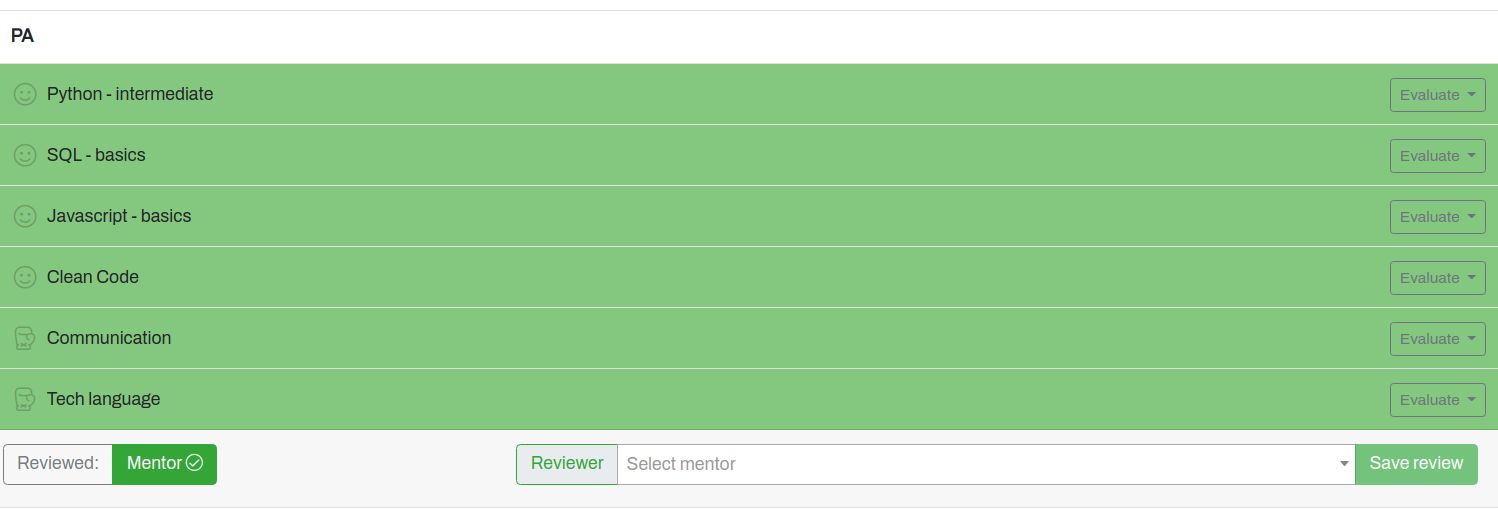 PA
Python - intermediate Evaluate
SQL - basics Evaluate
Javascript - basics Evaluate
Clean Code Evaluate
Communication Evaluate
Tech language Evaluate
Reviewed: Mentor Reviewer Select mentor Save review